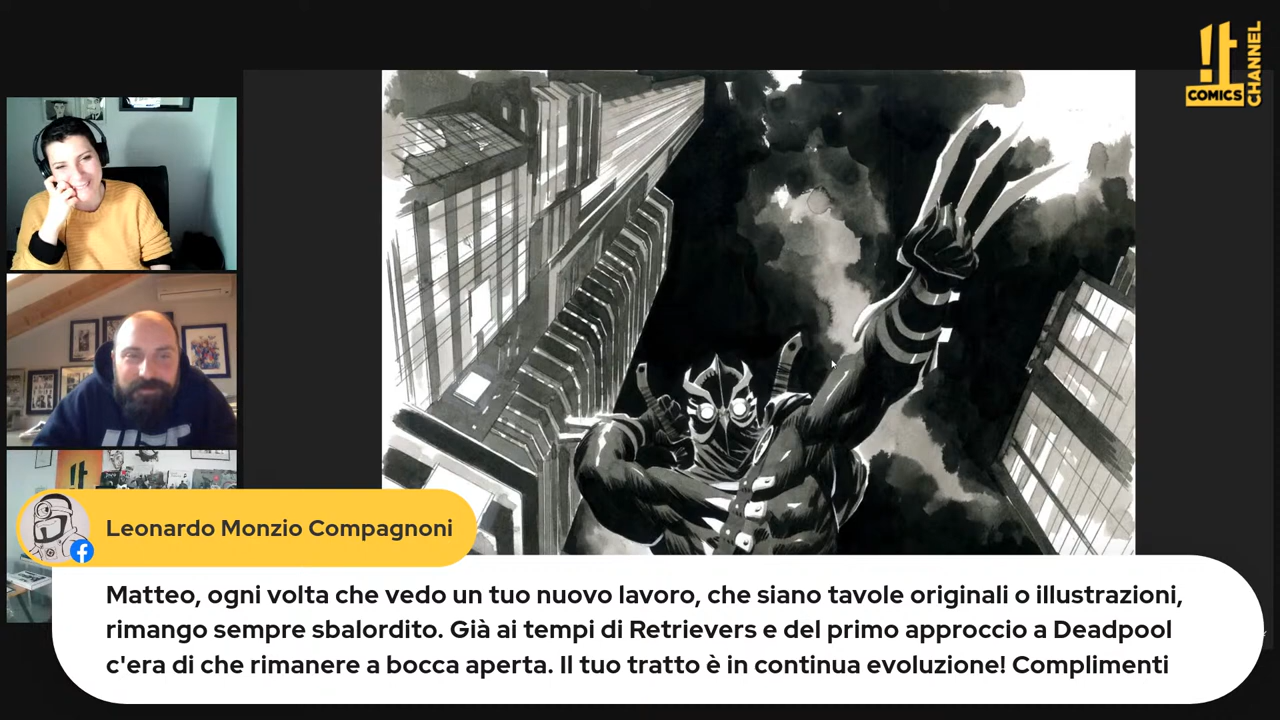 !t
COMICS
CHANNEL
Leonardo Monzio Compagnoni
Matteo, ogni volta che vedo un tuo nuovo lavoro, che siano tavole originali o illustrazioni,
rimango sempre sbalordito. Già ai tempi di Retrievers e del primo approccio a Deadpool
c'era di che rimanere a bocca aperta. Il tuo tratto è in continua evoluzione! Complimenti